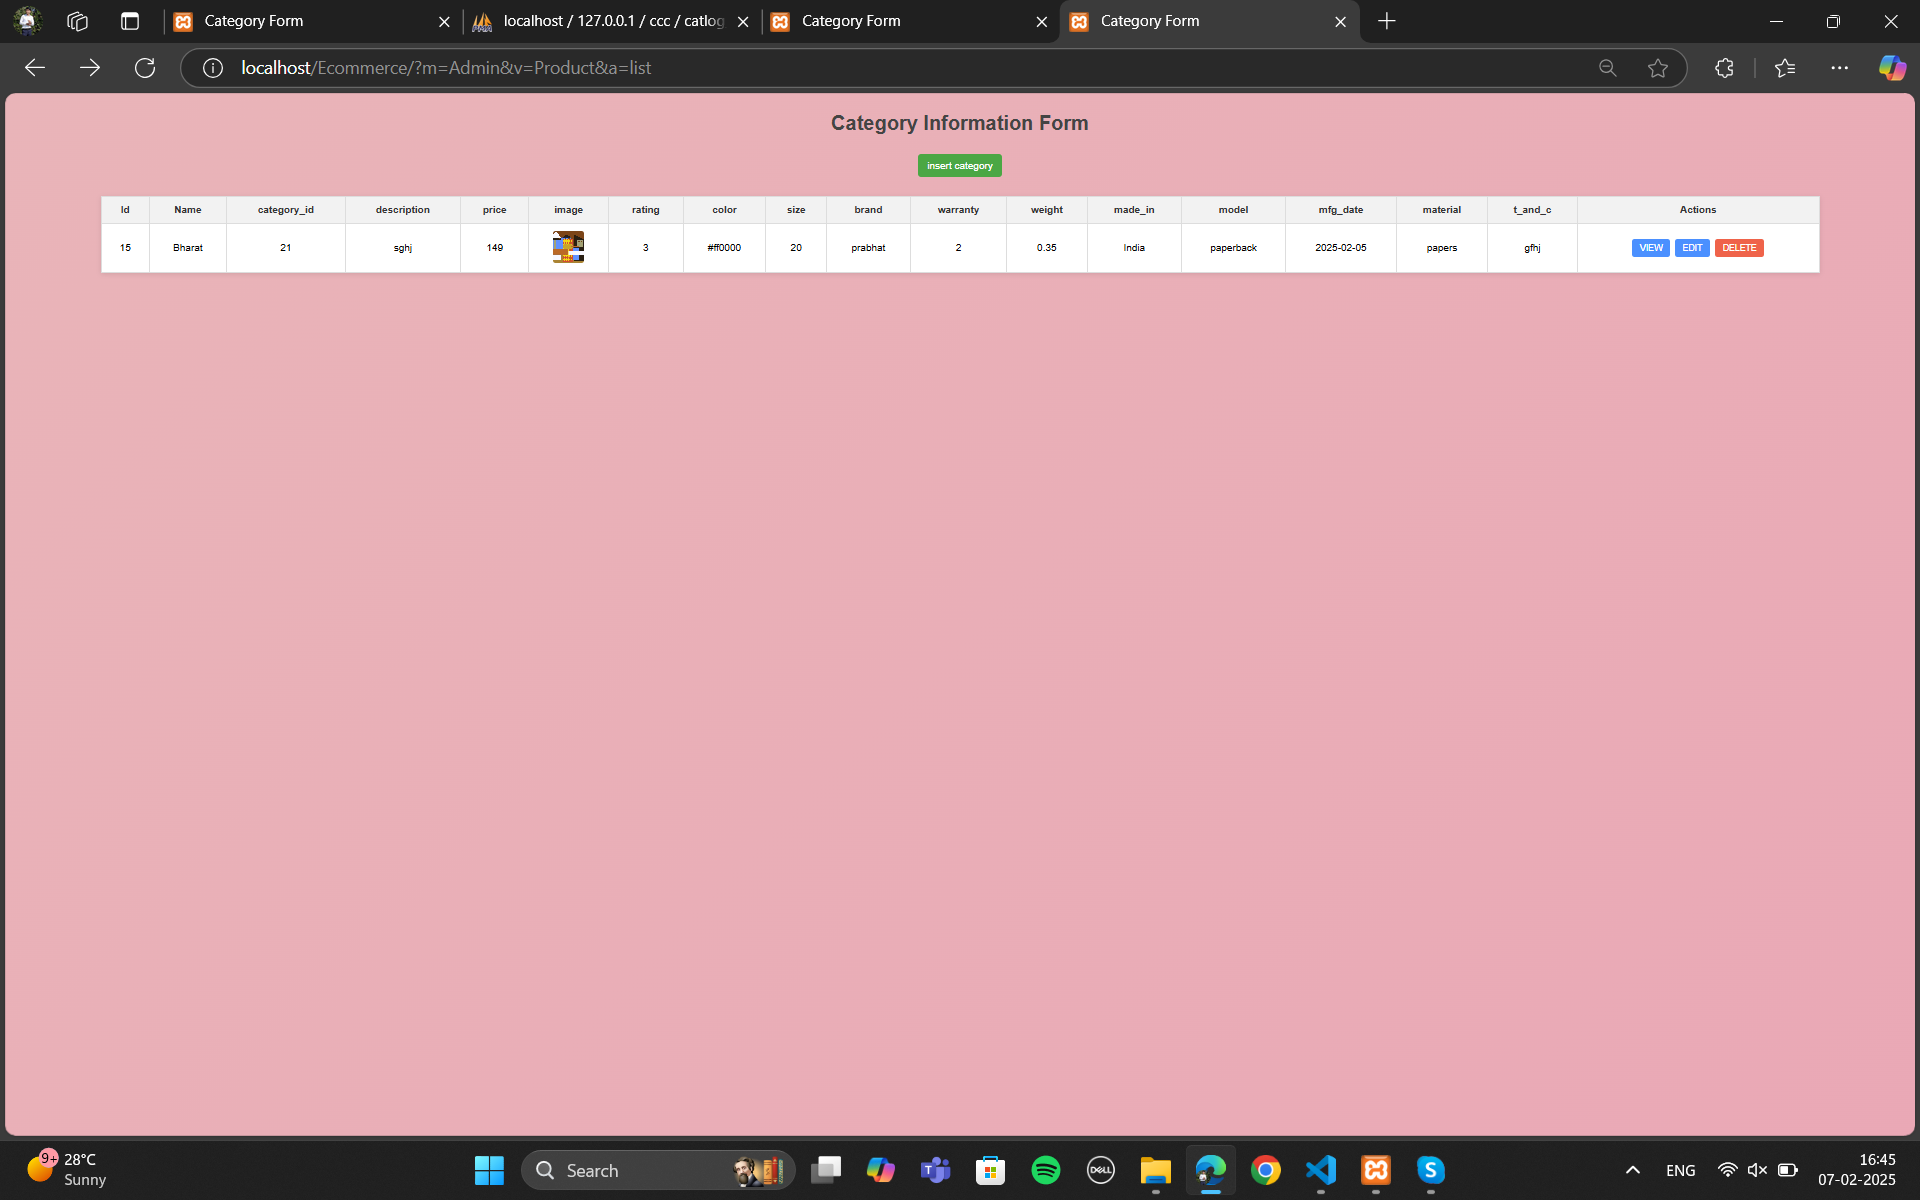 Category Form
localhost / 127.0.0.1 / ccc / catlog
Category Form
Category Form
localhost/Ecommerce/?m=Admin&v=Product&a=list
Category Information Form
insert category
Id Name category_id description price image rating color size brand warranty weight made_in model mfg_date material t_and_c Actions
15 Bharat 21 sghj 149 3 #ff0000 20 prabhat 2 0.35 India paperback 2025-02-05 papers gfhj VIEW EDIT DELETE
9+
28°C
Sunny
Search
DELL
ENG
16:45
07-02-2025